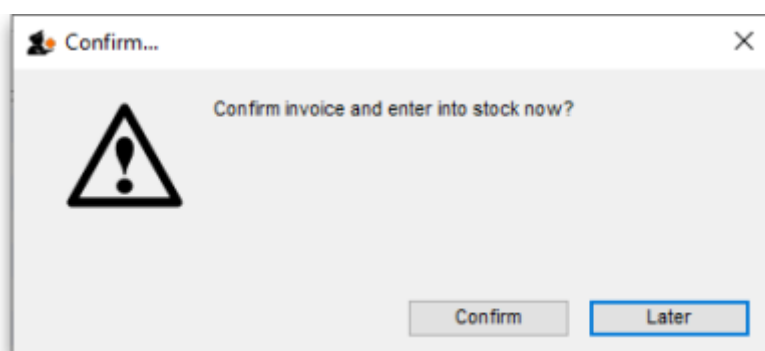 Confirm...
Confirm invoice and enter into stock now?
Confirm Later